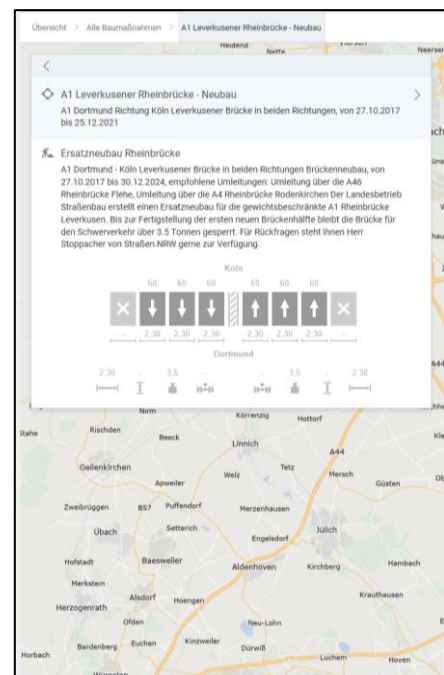 Übersicht > Alle Baumaßnahmen > A1 Leverkusener Rheinbrücke - Neubau
Heidend
Nette
Viersen
Neersen
A1 Leverkusener Rheinbrücke - Neubau
A1 Dortmund Richtung Köln Leverkusener Brücke in beiden Richtungen, von 27.10.2017
bis 25.12.2021
Ersatzneubau Rheinbrücke
A1 Dortmund - Köln Leverkusener Brücke in beiden Richtungen Brückenneubau, von
27.10.2017 bis 30.12.2024, empfohlene Umleitungen: Umleitung über die A46
Rheinbrücke Flehe, Umleitung über die A4 Rheinbrücke Rodenkirchen Der Landesbetrieb
Straßenbau erstellt einen Ersatzneubau für die gewichtsbeschränkte A1 Rheinbrücke
Leverkusen. Bis zur Fertigstellung der ersten neuen Brückenhälfte bleibt die Brücke für
den Schwerverkehr über 3.5 Tonnen gesperrt. Für Rückfragen steht Ihnen Herr
Stoppacher von Straßen.NRW gerne zur Verfügung.
Köln
60 60 60 60 60 60
- 2.30 2.30 2.30 2.30 2.30 2.30 -
Dortmund
2.30 - 3.5 - - 3.5 - 2.30
A44
Nirm
Körrenzig
Hottorf
Rischden
Beeck
Linnich
A44
Geilenkirchen
Apweiler
Welz
Tetz
Mersch
Güsten
Zweibrüggen
B57
Puffendorf
Merzenhausen
Übach
Setterich
Engelsdorf
Jülich
Hofstadt
Baesweiler
Aldenhoven
Kirchberg
Hambach
Merkstein
Alsdorf
Hoengen
Krauthausen
Herzogenrath
Ofden
Neu-Lohn
Bardenberg
Euchen
Kinzweiler
Dürwiß
Horbach
Luchem
Hoven
Würselen